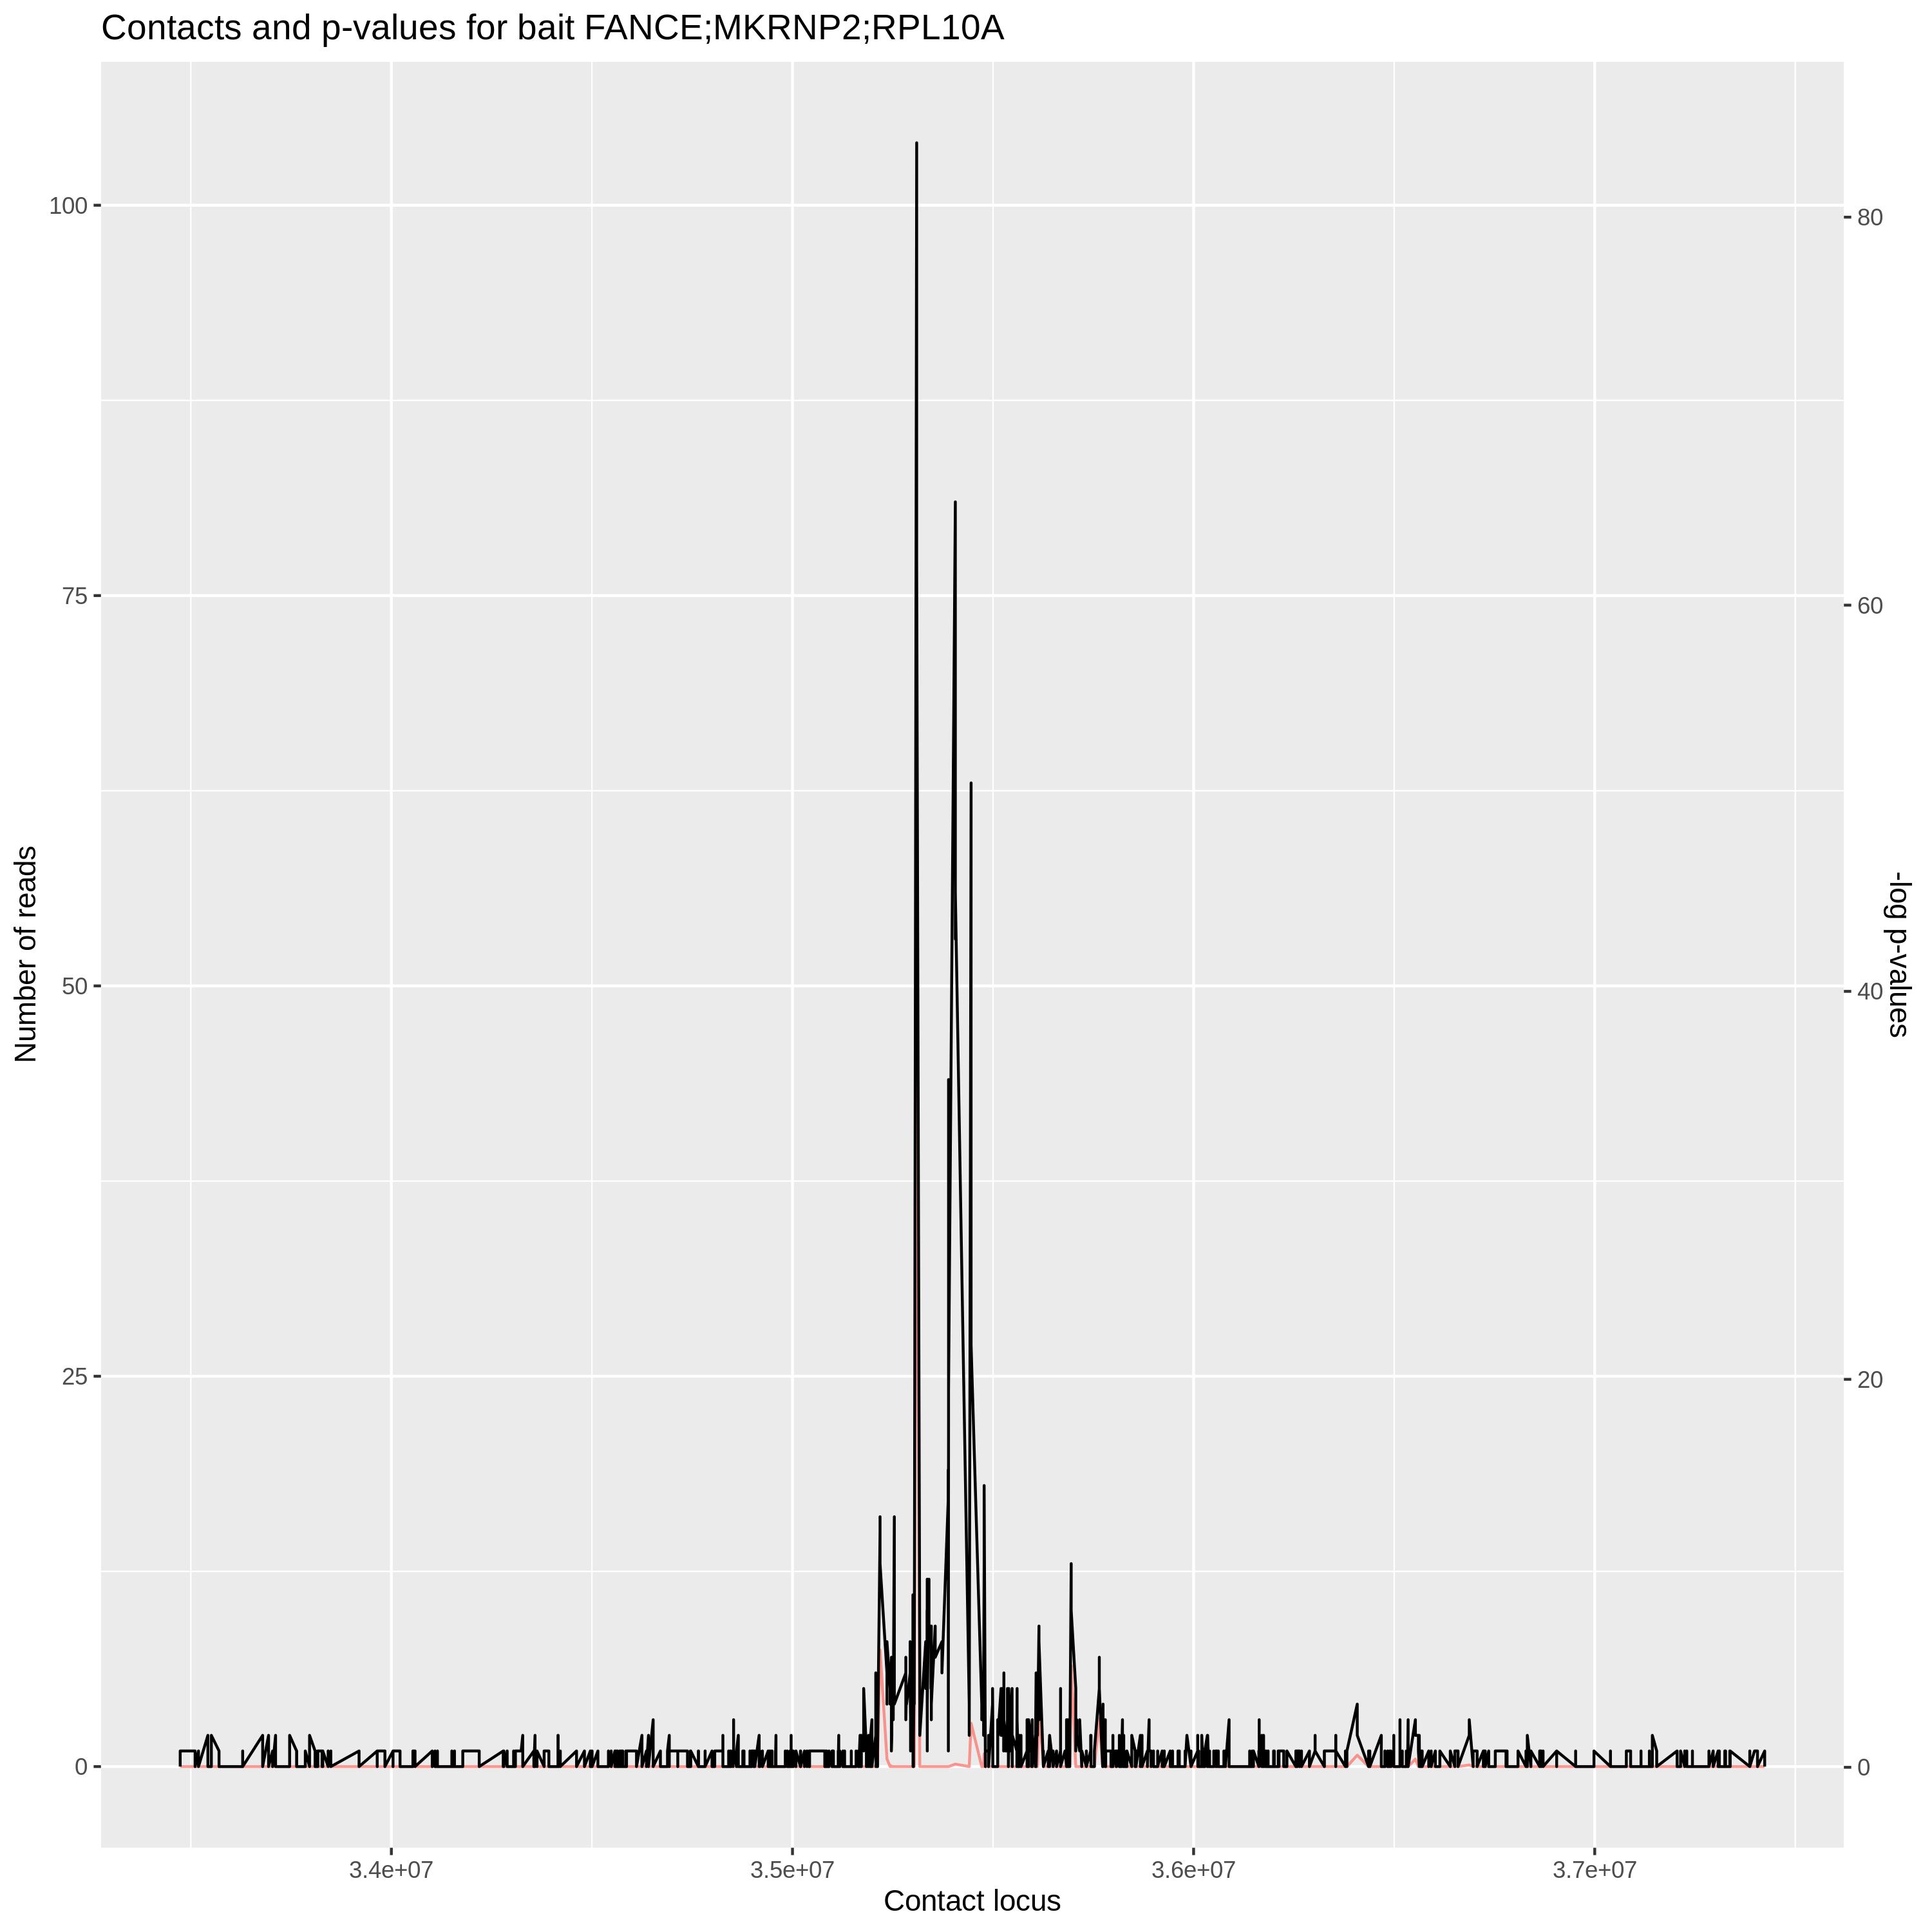 Contacts and p-values for bait FANCE;MKRNP2;RPL10A
100
75
50
25
0
Number of reads
80
60
40
20
0
-log p-values
3.4e+07
3.5e+07
3.6e+07
3.7e+07
Contact locus